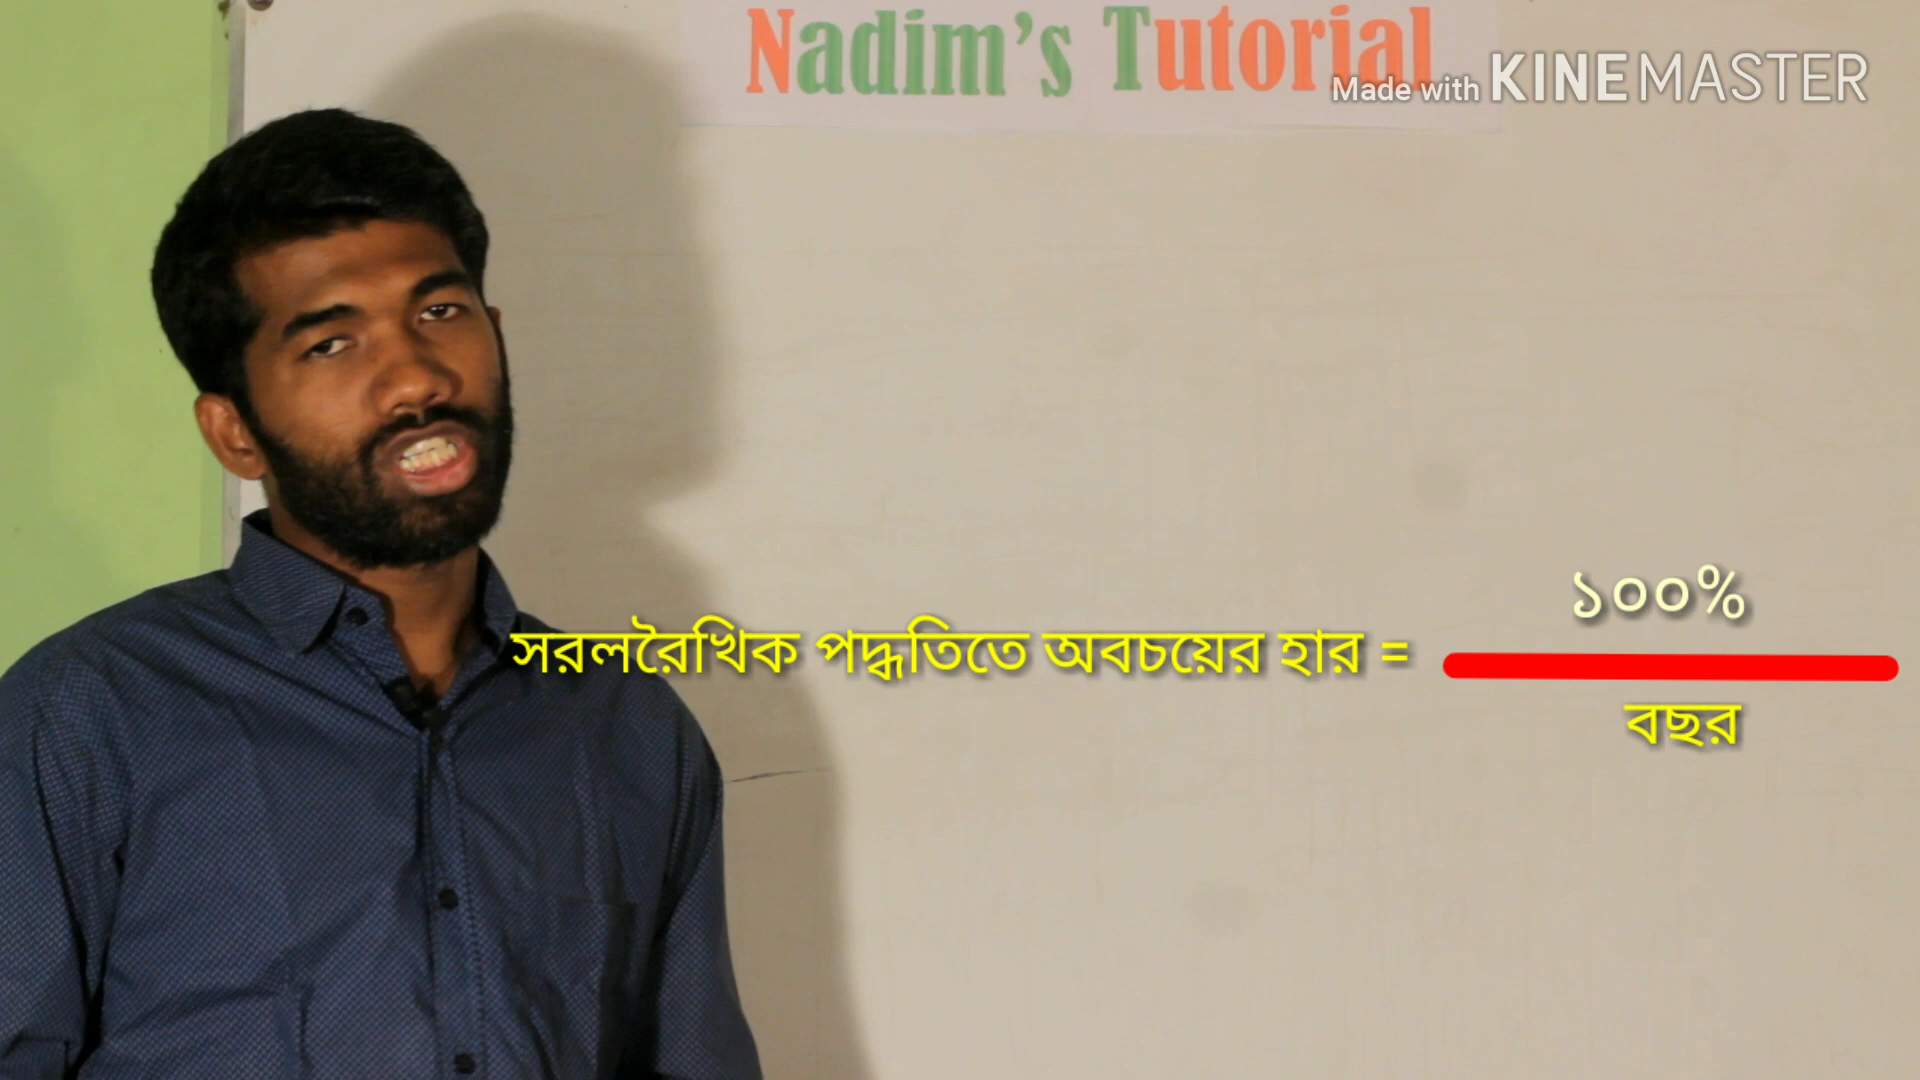 Nadim's Tutorial
Made with KINEMASTER
১০০%
সরলরৈখিক পদ্ধতিতে অবচয়ের হার =
বছর